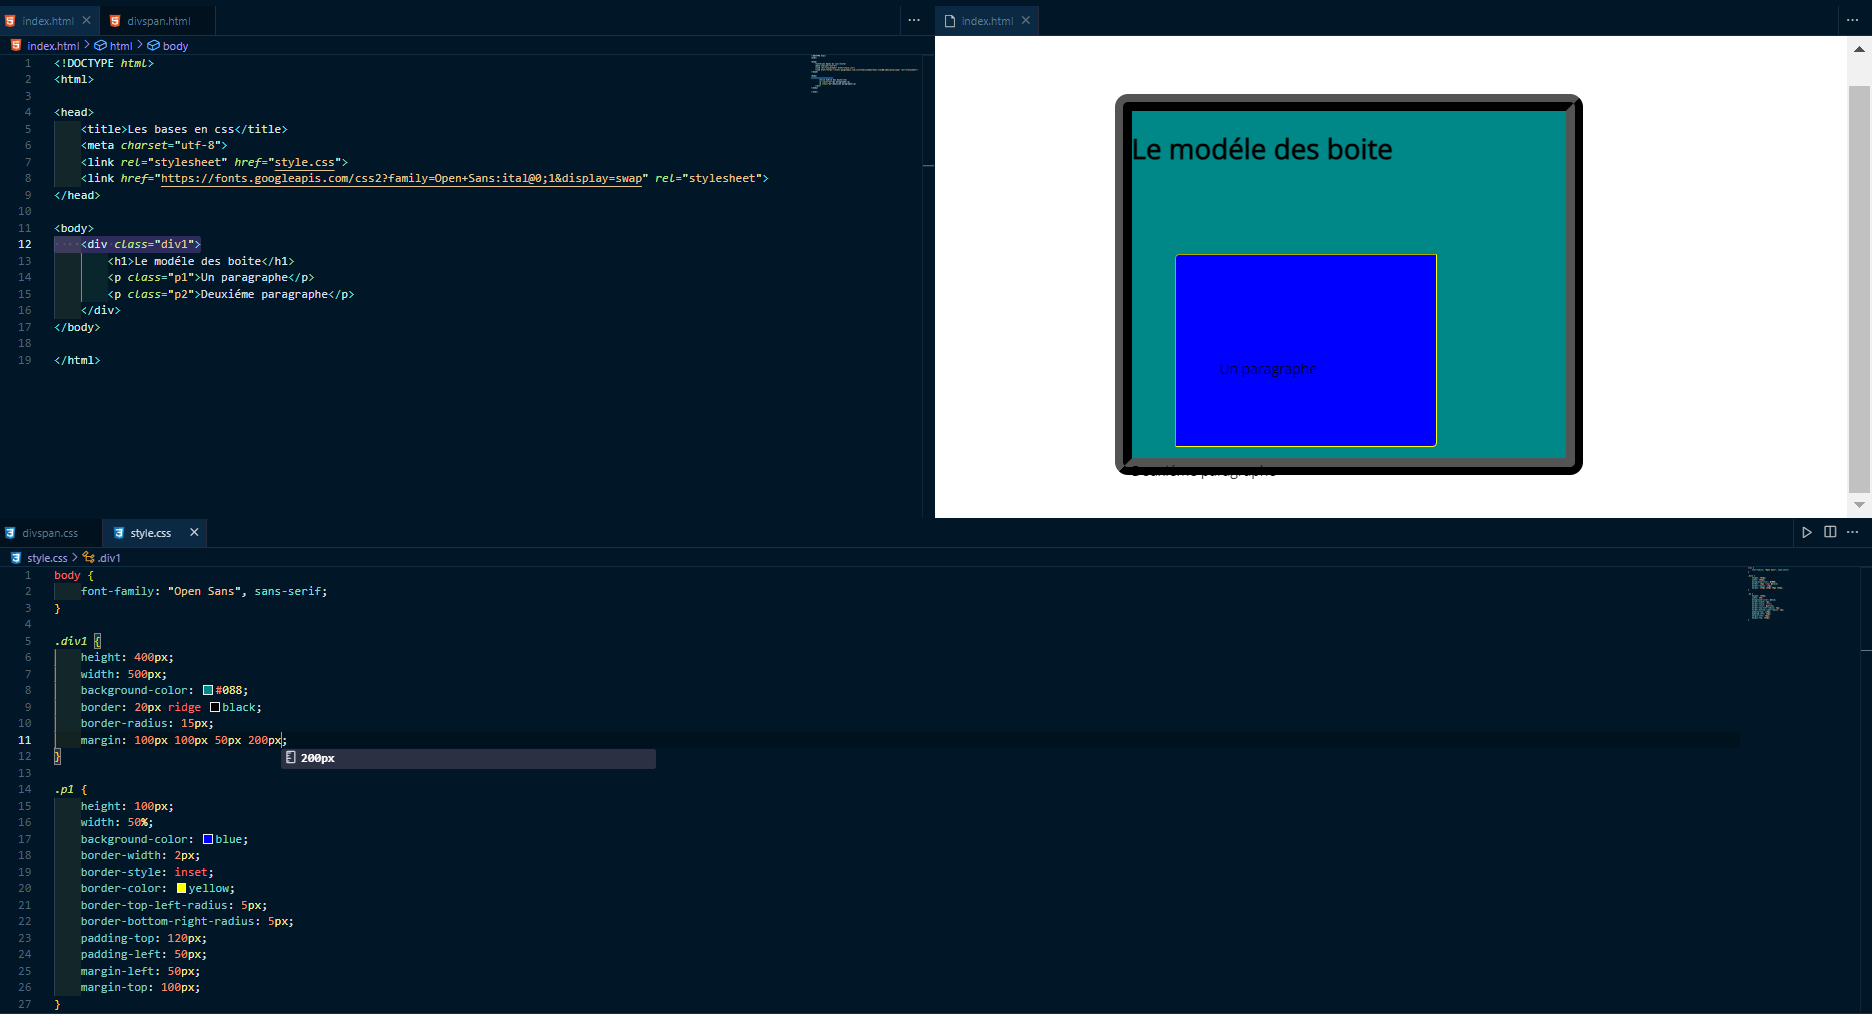 index.html
divspan.html
index.html > html > body
1 <!DOCTYPE html>
2 <html>
3
4 <head>
5 <title>Les bases en css</title>
6 <meta charset="utf-8">
7 <link rel="stylesheet" href="style.css">
8 <link href="https://fonts.googleapis.com/css2?family=Open+Sans:ital@0;1&display=swap" rel="stylesheet">
9 </head>
10
11 <body>
12 <div class="div1">
13 <h1>Le modéle des boite</h1>
14 <p class="p1">Un paragraphe</p>
15 <p class="p2">Deuxiéme paragraphe</p>
16 </div>
17 </body>
18
19 </html>
index.html
Le modéle des boite
Un paragraphe
Deuxiéme paragraphe
divspan.css
style.css
style.css > .div1
1 body {
2 font-family: "Open Sans", sans-serif;
3 }
4
5 .div1 {
6 height: 400px;
7 width: 500px;
8 background-color: #088;
9 border: 20px ridge black;
10 border-radius: 15px;
11 margin: 100px 100px 50px 200px;
200px
12 }
13
14 .p1 {
15 height: 100px;
16 width: 50%;
17 background-color: blue;
18 border-width: 2px;
19 border-style: inset;
20 border-color: yellow;
21 border-top-left-radius: 5px;
22 border-bottom-right-radius: 5px;
23 padding-top: 120px;
24 padding-left: 50px;
25 margin-left: 50px;
26 margin-top: 100px;
27 }